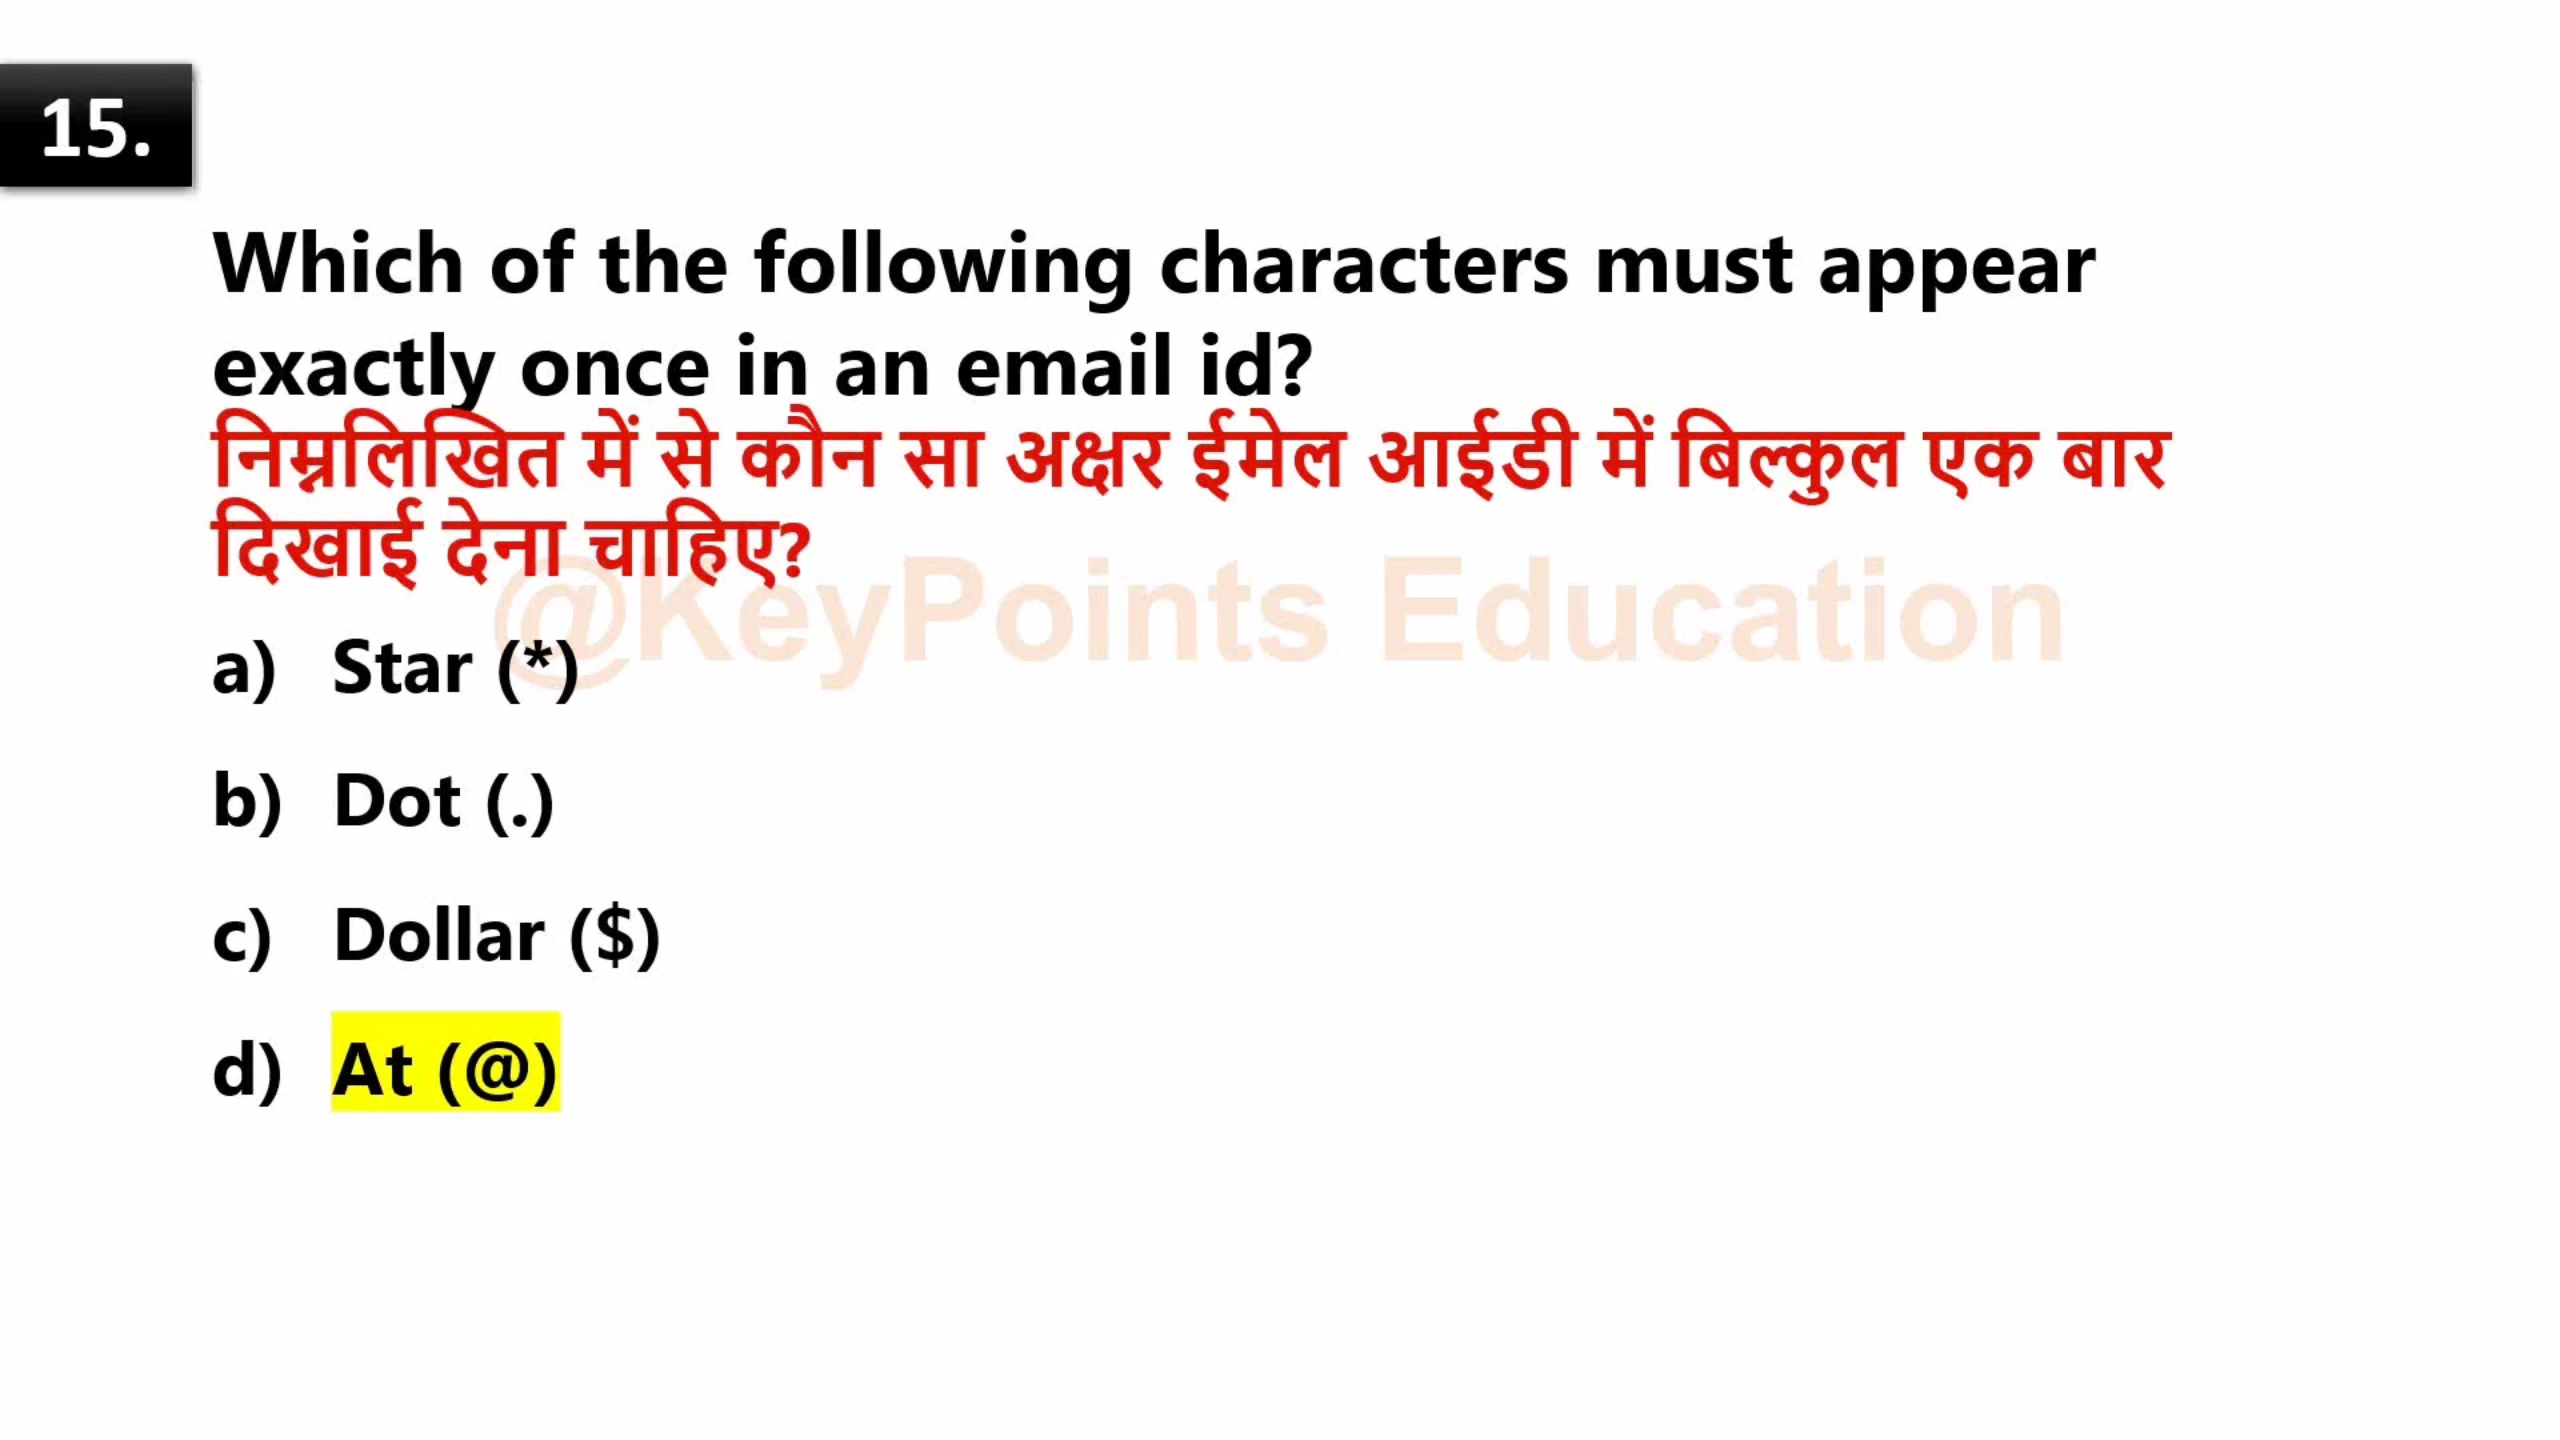 15.
Which of the following characters must appear
exactly once in an email id?
निम्नलिखित में से कौन सा अक्षर ईमेल आईडी में बिल्कुल एक बार
दिखाई देना चाहिए?
@KeyPoints Education
a) Star (*)
b) Dot (.)
c) Dollar ($)
d) At (@)